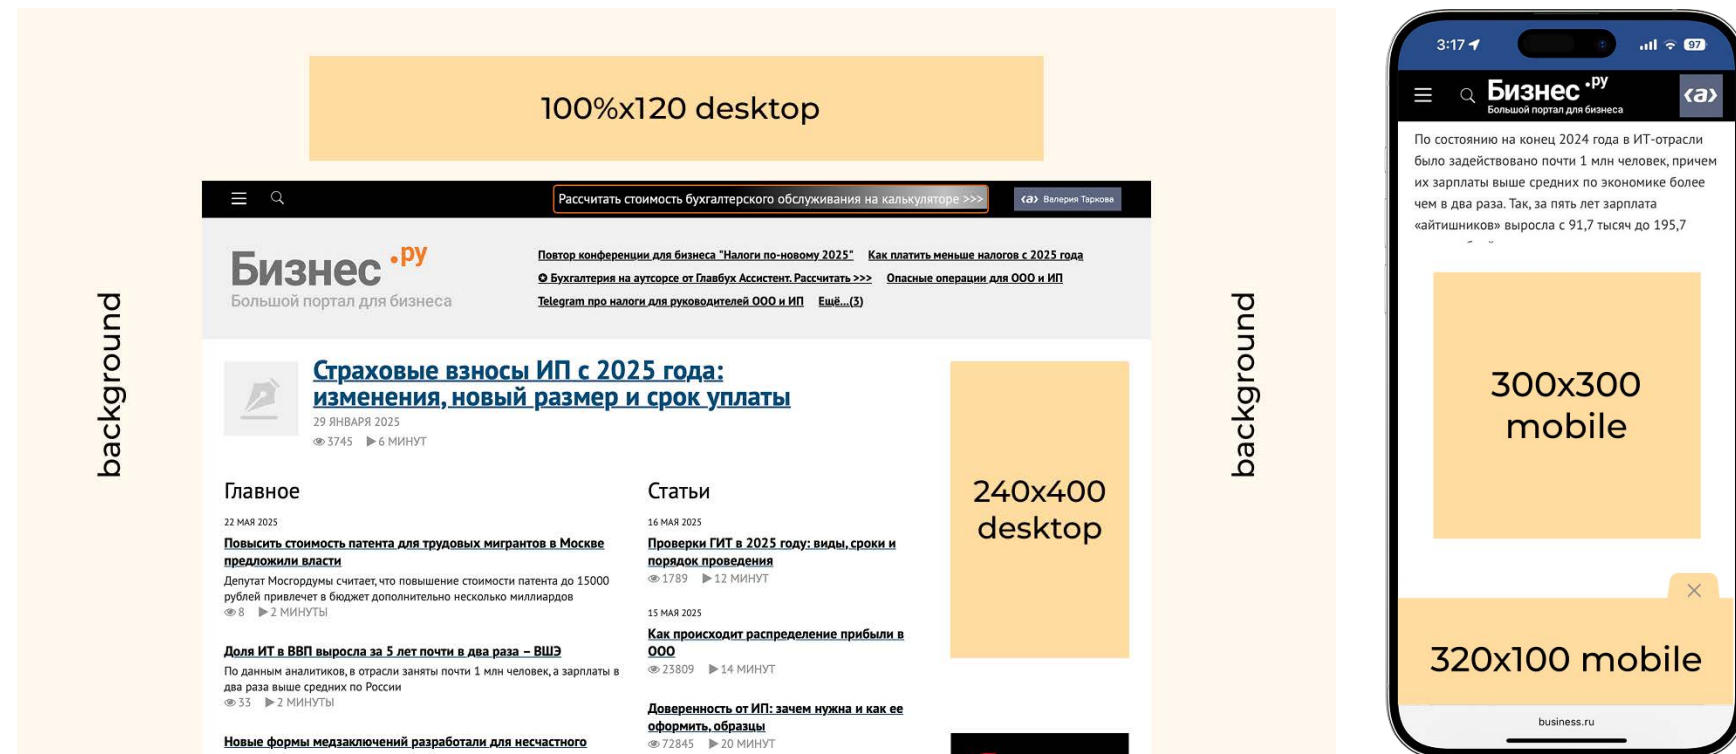 100%x120 desktop
Рассчитать стоимость бухгалтерского обслуживания на калькуляторе >>>
‹a› Валерия Таркова
Бизнес.ру
Большой портал для бизнеса
Повтор конференции для бизнеса "Налоги по-новому 2025" Как платить меньше налогов с 2025 года
✪ Бухгалтерия на аутсорсе от Главбух Ассистент. Рассчитать >>> Опасные операции для ООО и ИП
Telegram про налоги для руководителей ООО и ИП Ещё...(3)
background
Страховые взносы ИП с 2025 года:
изменения, новый размер и срок уплаты
29 ЯНВАРЯ 2025
3745 ▶ 6 МИНУТ
Главное
22 МАЯ 2025
Повысить стоимость патента для трудовых мигрантов в Москве
предложили власти
Депутат Мосгордумы считает, что повышение стоимости патента до 15000
рублей привлечет в бюджет дополнительно несколько миллиардов
8 ▶ 2 МИНУТЫ
Доля ИТ в ВВП выросла за 5 лет почти в два раза – ВШЭ
По данным аналитиков, в отрасли заняты почти 1 млн человек, а зарплаты в
два раза выше средних по России
33 ▶ 2 МИНУТЫ
Новые формы медзаключений разработали для несчастного
Статьи
16 МАЯ 2025
Проверки ГИТ в 2025 году: виды, сроки и
порядок проведения
1789 ▶ 12 МИНУТ
15 МАЯ 2025
Как происходит распределение прибыли в
ООО
23809 ▶ 14 МИНУТ
Доверенность от ИП: зачем нужна и как ее
оформить, образцы
72845 ▶ 20 МИНУТ
240x400
desktop
background
3:17
97
Бизнес.ру
Большой портал для бизнеса
‹a›
По состоянию на конец 2024 года в ИТ-отрасли
было задействовано почти 1 млн человек, причем
их зарплаты выше средних по экономике более
чем в два раза. Так, за пять лет зарплата
«айтишников» выросла с 91,7 тысяч до 195,7
300x300
mobile
320x100 mobile
business.ru